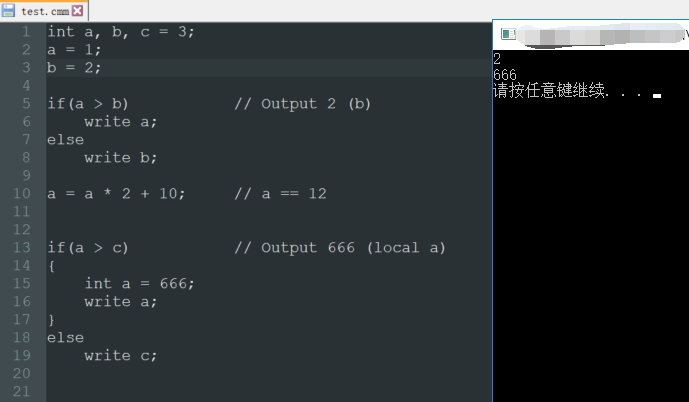 test.cmm
1 int a, b, c = 3;
2 a = 1;
3 b = 2;
4
5 if(a > b) // Output 2 (b)
6 write a;
7 else
8 write b;
9
10 a = a * 2 + 10; // a == 12
11
12
13 if(a > c) // Output 666 (local a)
14 {
15 int a = 666;
16 write a;
17 }
18 else
19 write c;
20
21
2
666
请按任意键继续. . .